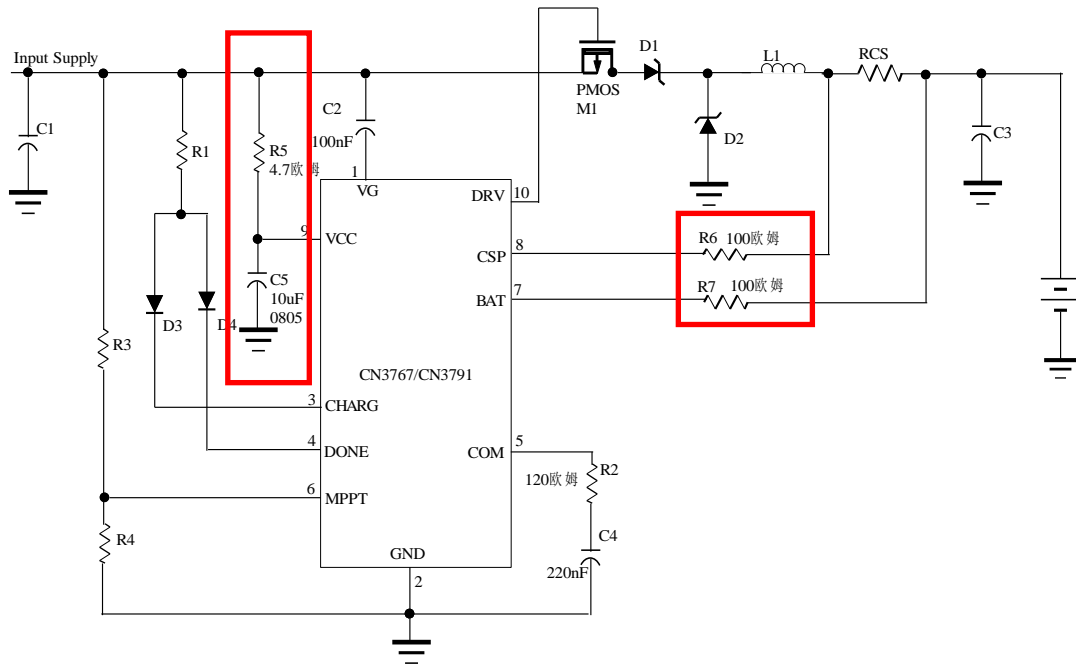 Input Supply
D1
L1
RCS
PMOS
M1
C1
C2
100nF
R1
R5
4.7欧姆
D2
C3
1
VG
DRV
10
9
VCC
CSP
8
R6
100欧姆
C5
10uF
0805
BAT
7
R7
100欧姆
D3
D4
R3
CN3767/CN3791
3
CHARG
4
DONE
COM
5
R2
120欧姆
6
MPPT
R4
C4
220nF
GND
2